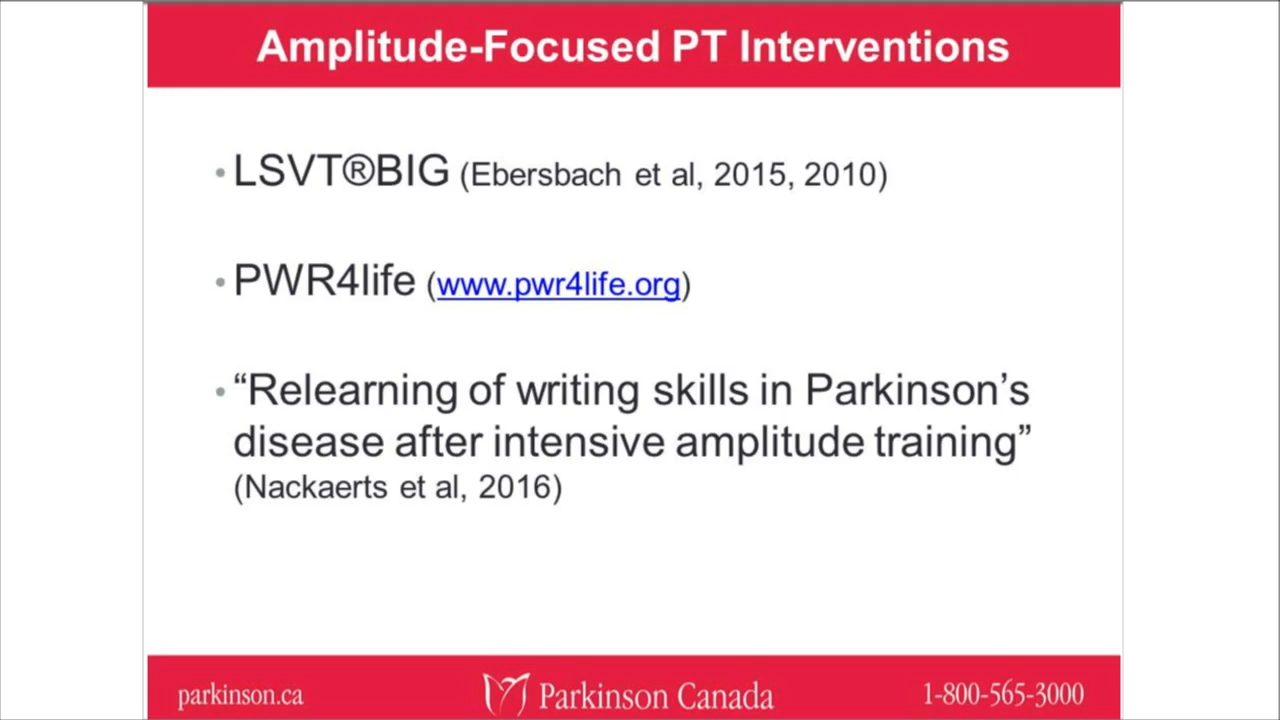 Amplitude-Focused PT Interventions
• LSVT®BIG (Ebersbach et al, 2015, 2010)
• PWR4life (www.pwr4life.org)
• “Relearning of writing skills in Parkinson’s
disease after intensive amplitude training”
(Nackaerts et al, 2016)
parkinson.ca Parkinson Canada 1-800-565-3000